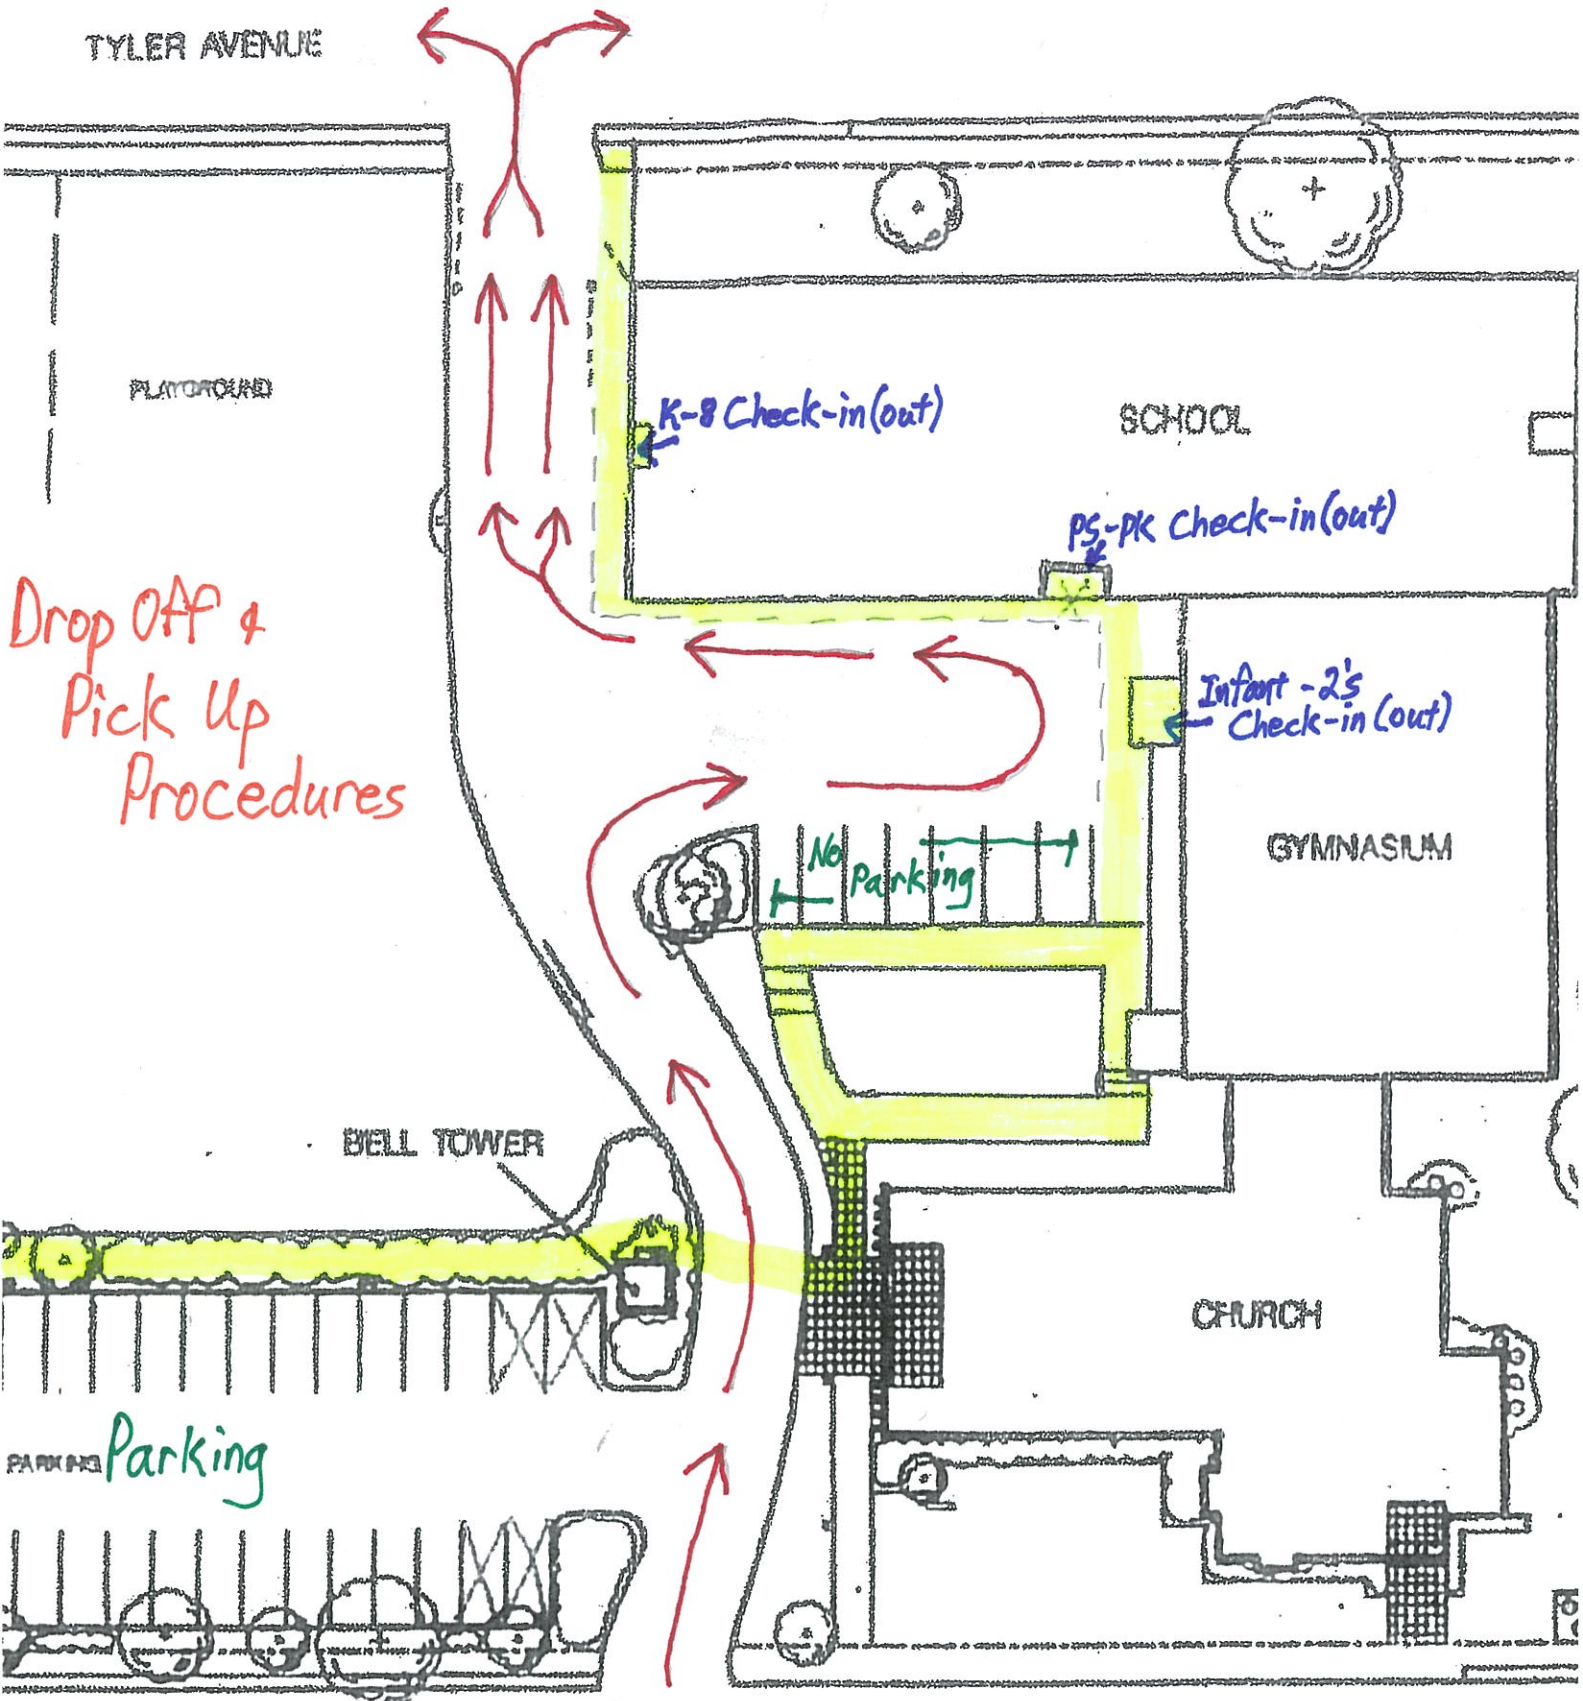 TYLER AVENUE
PLAYGROUND
K-8 Check-in(out)
SCHOOL
PS-PK Check-in(out)
Drop Off &
Pick Up
Procedures
Infant-2's
Check-in(out)
No
Parking
GYMNASIUM
BELL TOWER
CHURCH
PARKING
Parking